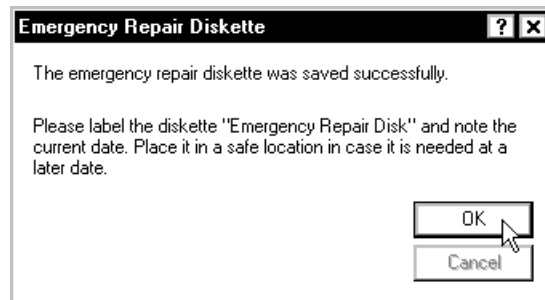 Emergency Repair Diskette
The emergency repair diskette was saved successfully.
Please label the diskette "Emergency Repair Disk" and note the
current date. Place it in a safe location in case it is needed at a
later date.
OK
Cancel